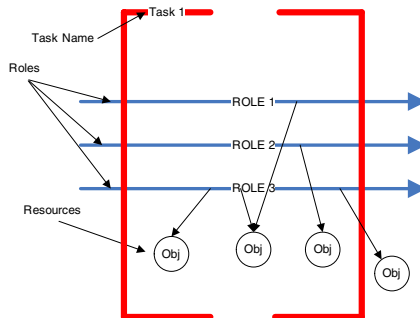 Task 1
Task Name
Roles
ROLE 1
ROLE 2
ROLE 3
Resources
Obj
Obj
Obj
Obj